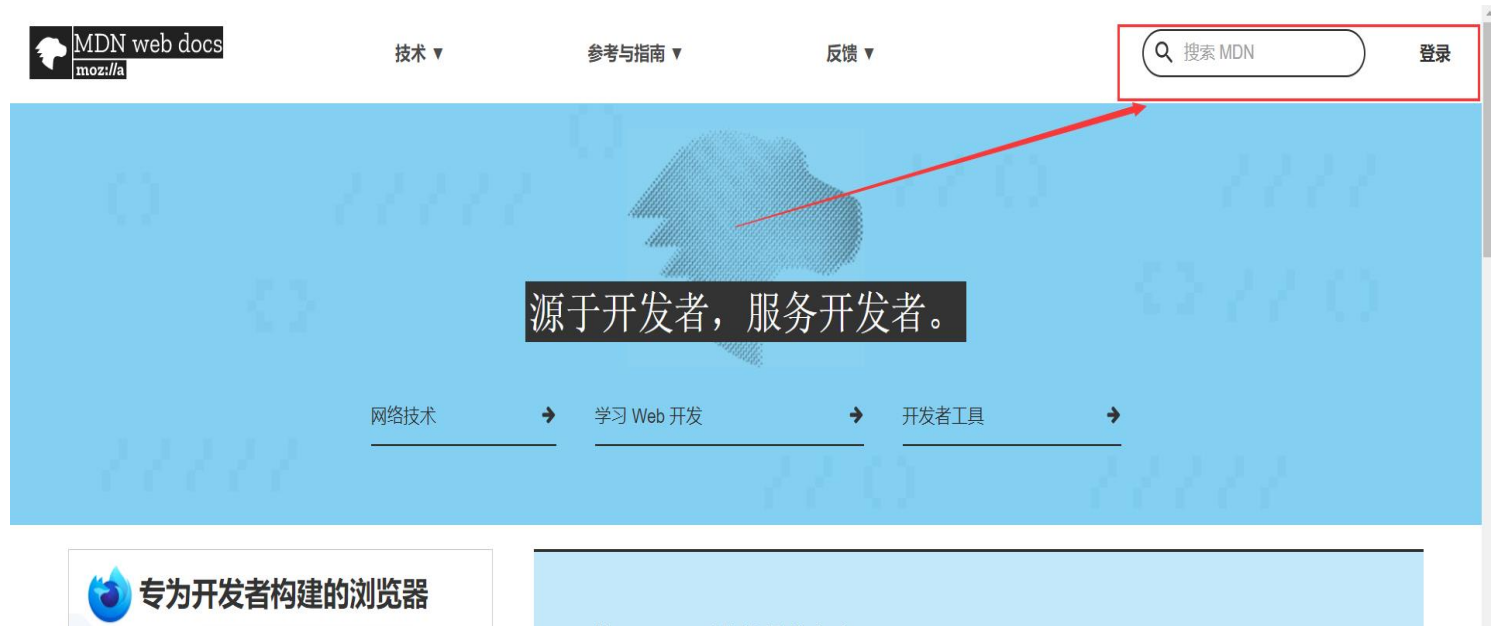 MDN web docs
moz://a
技术 ▼
参考与指南 ▼
反馈 ▼
搜索 MDN
登录
源于开发者，服务开发者。
网络技术
学习 Web 开发
开发者工具
专为开发者构建的浏览器